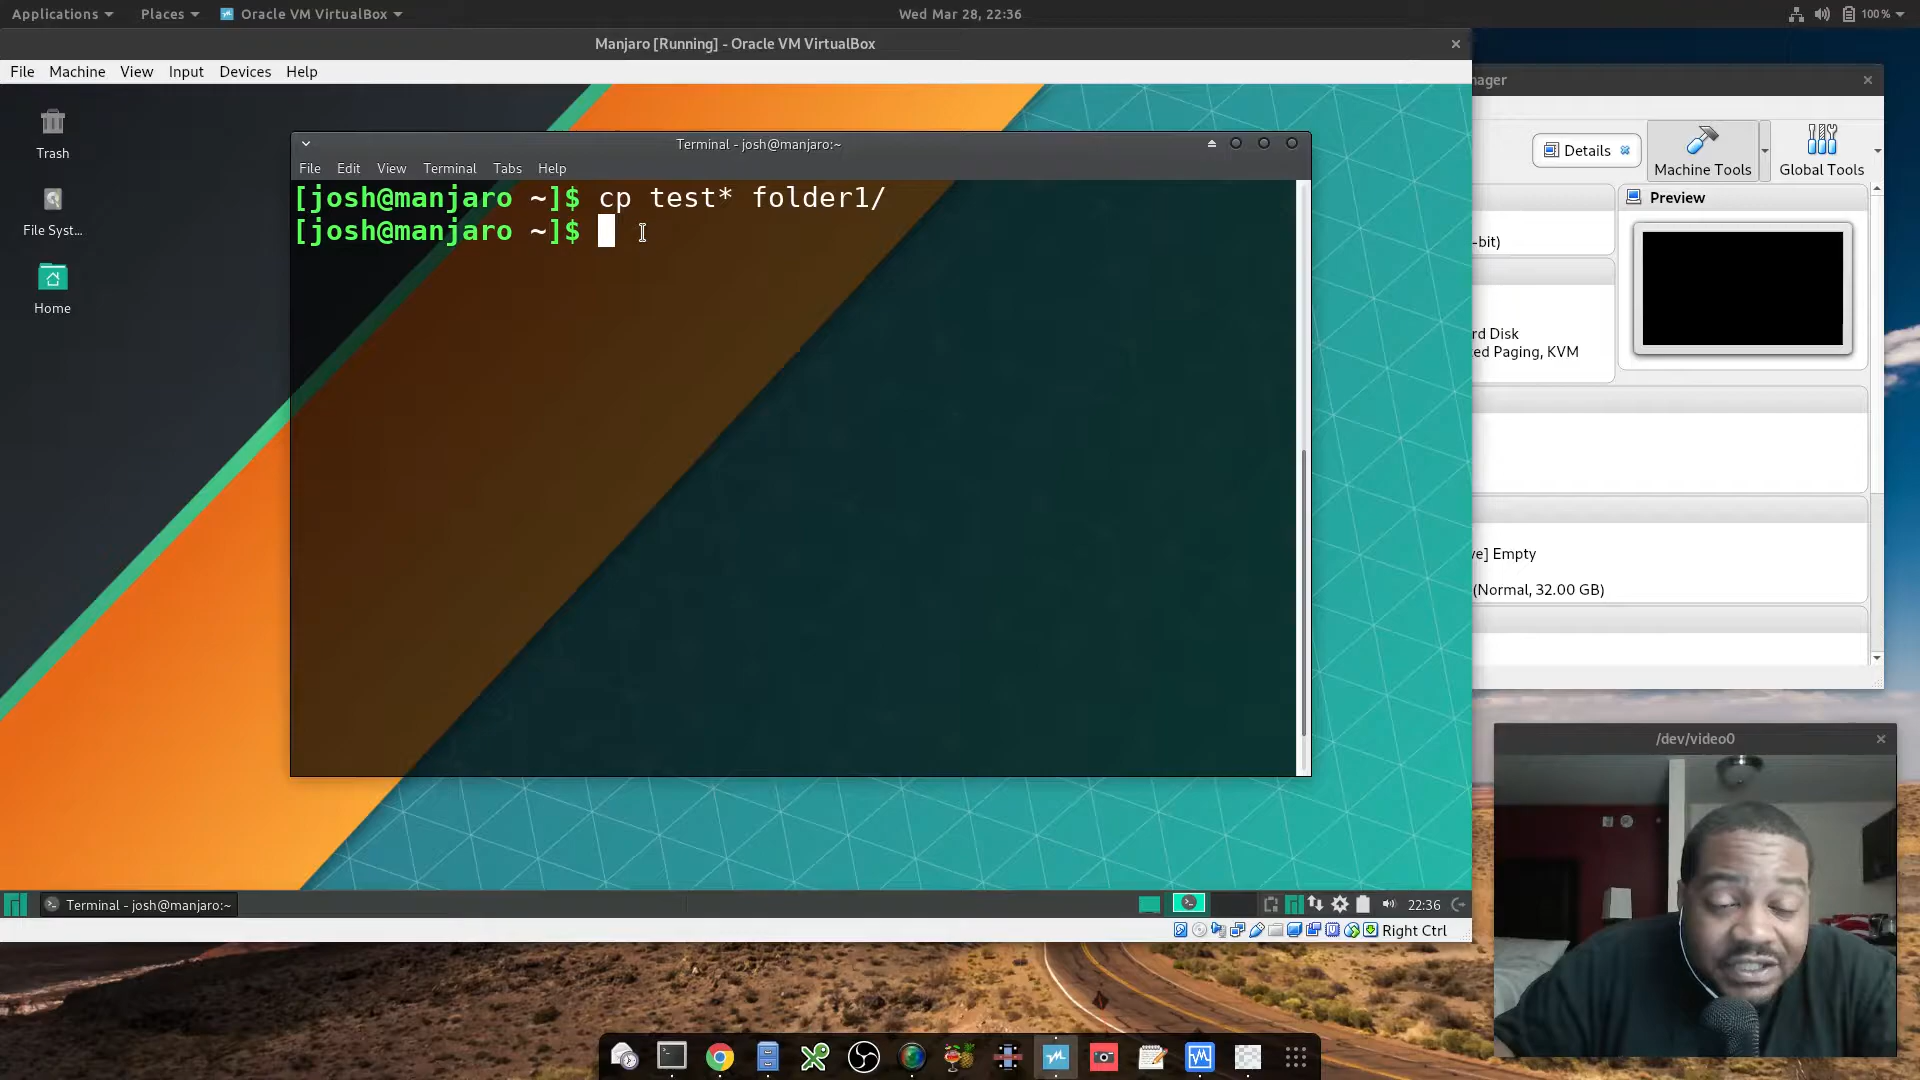 Applications
Places
Oracle VM VirtualBox
Wed Mar 28, 22:36
100%
Manjaro [Running] - Oracle VM VirtualBox
File Machine View Input Devices Help
nager
Trash
File Syst...
Home
Terminal - josh@manjaro:~
File Edit View Terminal Tabs Help
[josh@manjaro ~]$ cp test* folder1/
[josh@manjaro ~]$
Details
Machine Tools
Global Tools
Preview
-bit)
rd Disk
ed Paging, KVM
ve] Empty
(Normal, 32.00 GB)
/dev/video0
Terminal - josh@manjaro:~
22:36
Right Ctrl